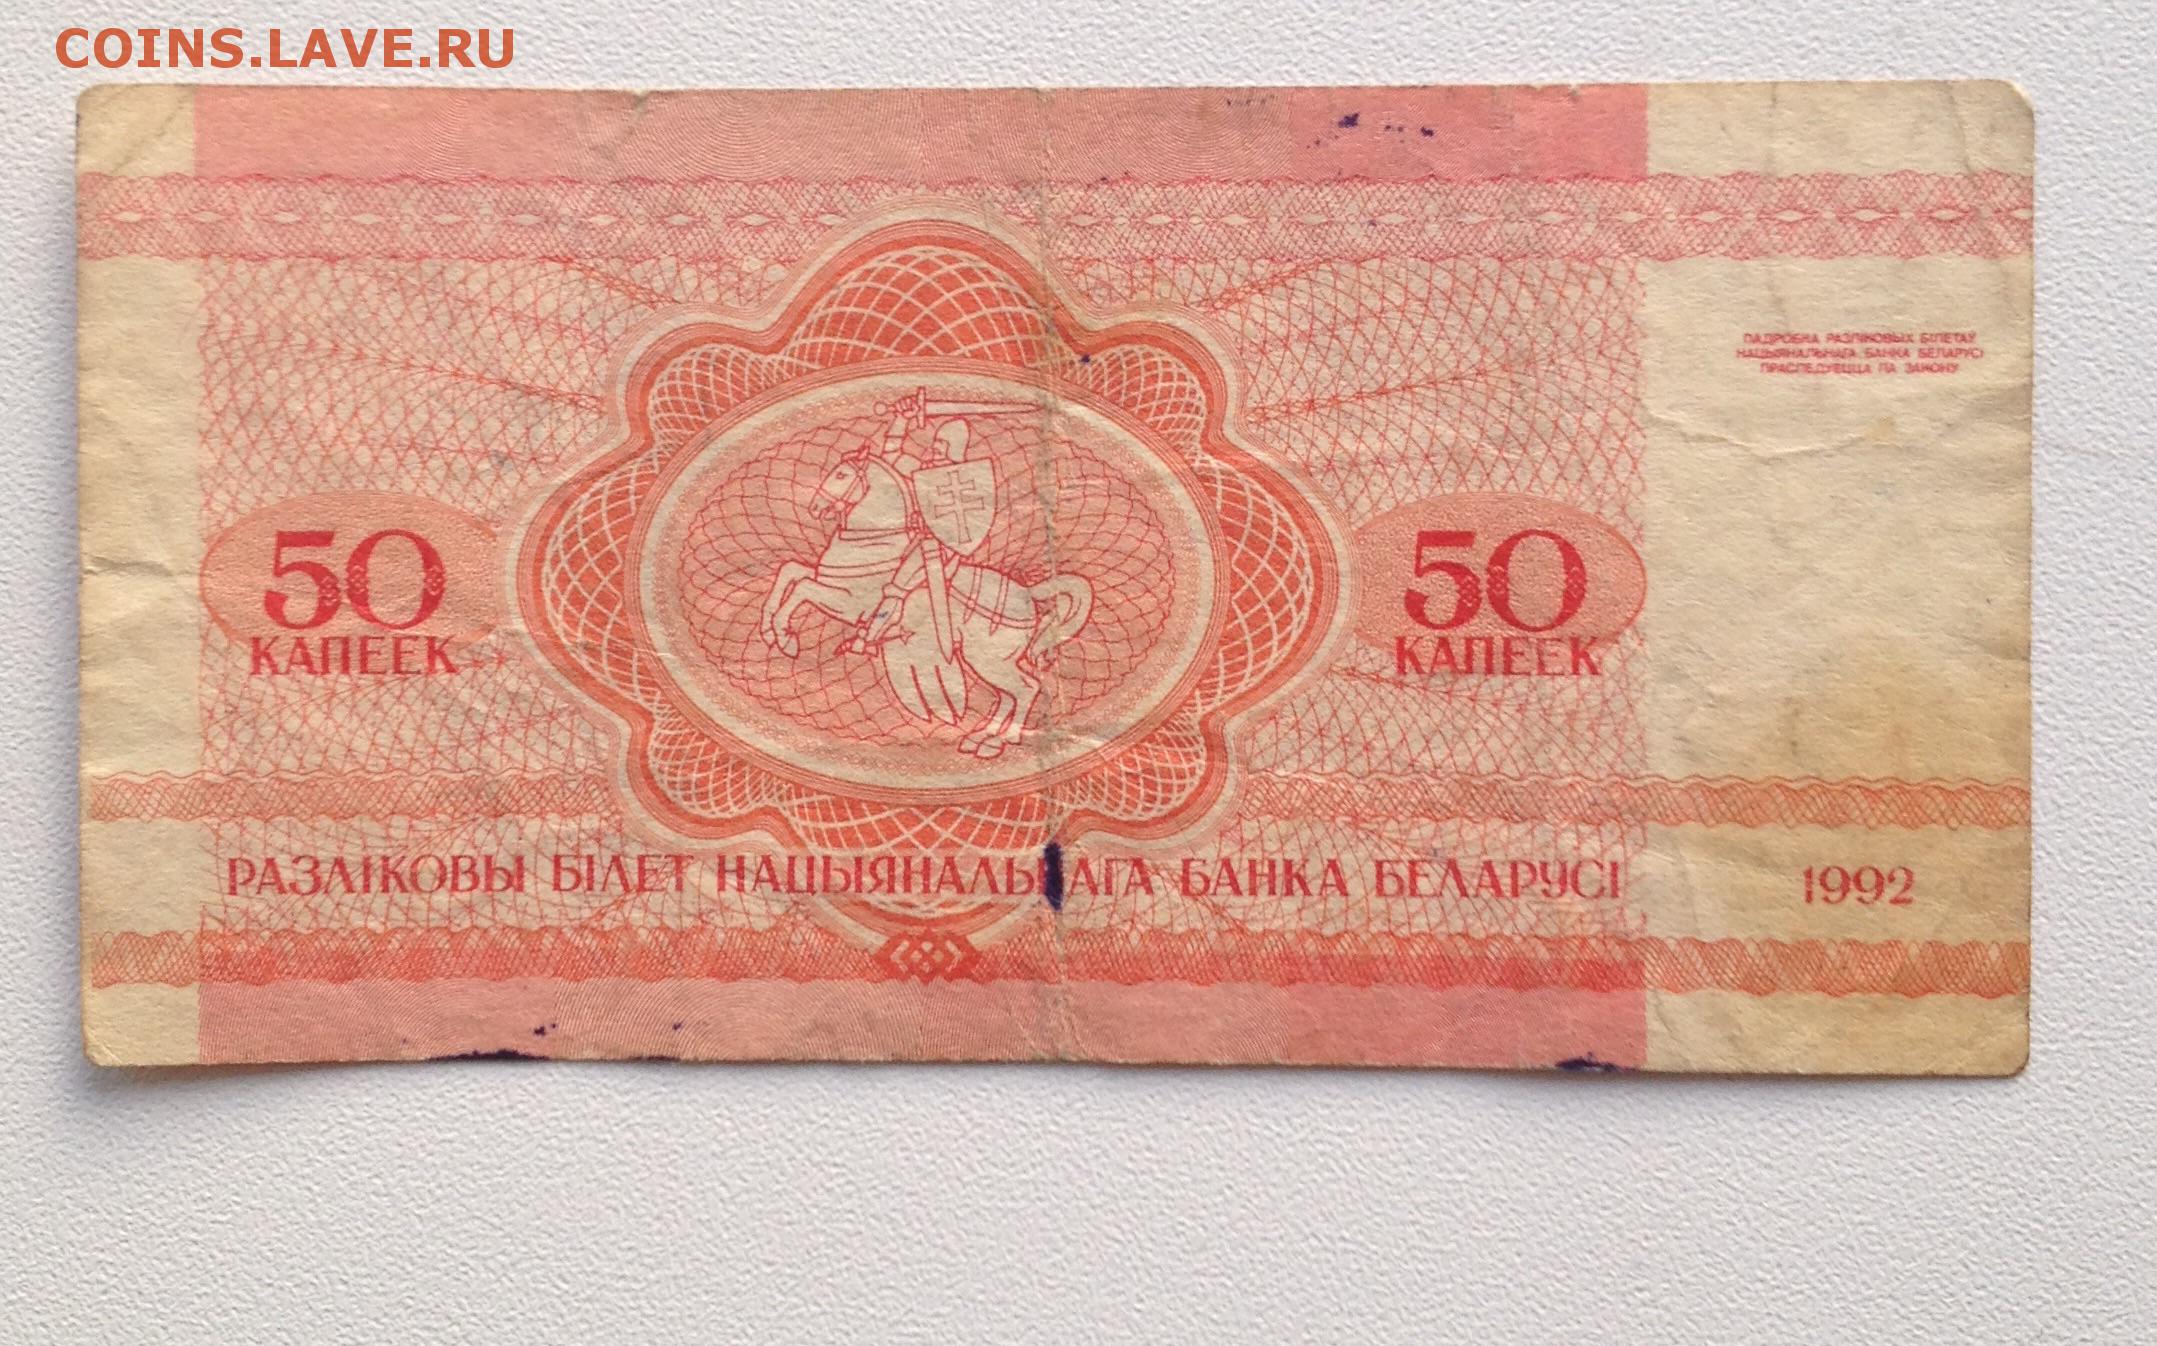 COINS.LAVE.RU
ПАДРОБКА РАЗЛІКОВЫХ БІЛЕТАЎ
НАЦЫЯНАЛЬНАГА БАНКА БЕЛАРУСІ
ПРАСЛЕДУЕЦЦА ПА ЗАКОНУ
50 50
КАПЕЕК КАПЕЕК
РАЗЛІКОВЫ БІЛЕТ НАЦЫЯНАЛЬНАГА БАНКА БЕЛАРУСІ 1992